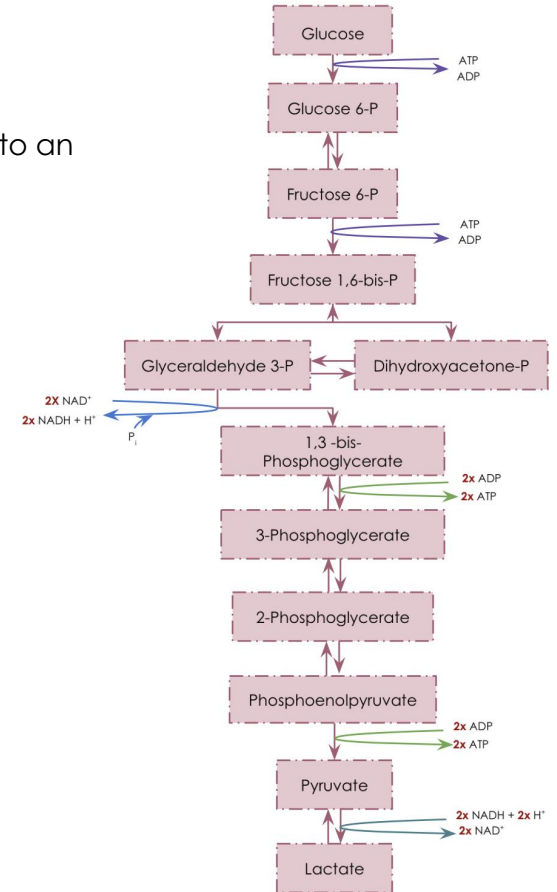 Glucose
ATP
ADP
Glucose 6-P
to an
Fructose 6-P
ATP
ADP
Fructose 1,6-bis-P
Glyceraldehyde 3-P
Dihydroxyacetone-P
2X NAD⁺
2x NADH + H⁺
Pᵢ
1,3 -bis-
Phosphoglycerate
2x ADP
2x ATP
3-Phosphoglycerate
2-Phosphoglycerate
Phosphoenolpyruvate
2x ADP
2x ATP
Pyruvate
2x NADH + 2x H⁺
2x NAD⁺
Lactate